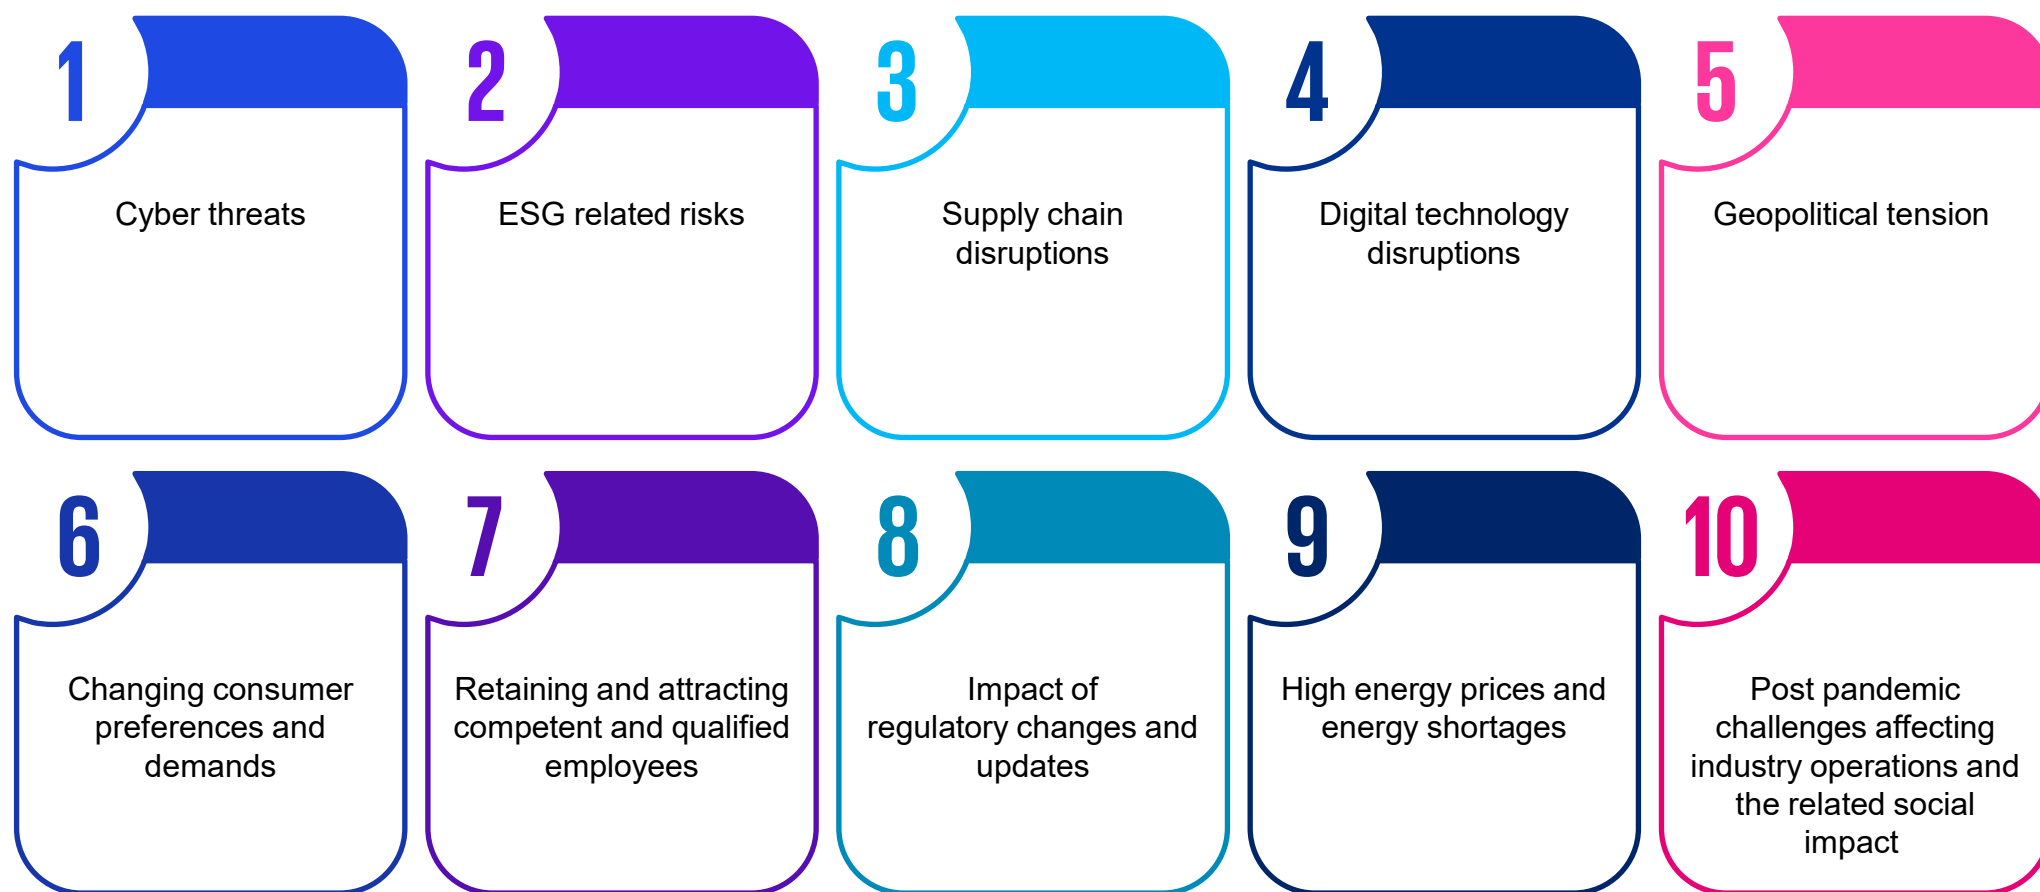 1
Cyber threats
2
ESG related risks
3
Supply chain
disruptions
4
Digital technology
disruptions
5
Geopolitical tension
6
Changing consumer
preferences and
demands
7
Retaining and attracting
competent and qualified
employees
8
Impact of
regulatory changes and
updates
9
High energy prices and
energy shortages
10
Post pandemic
challenges affecting
industry operations and
the related social
impact